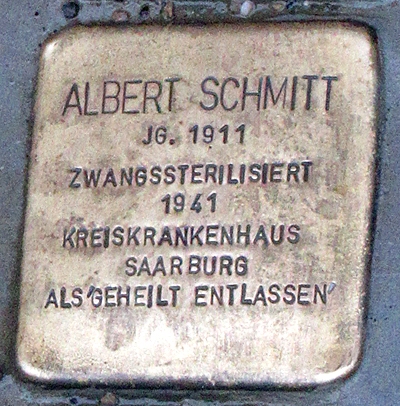 ALBERT SCHMITT
JG. 1911
ZWANGSSTERILISIERT
1941
KREISKRANKENHAUS
SAARBURG
ALS 'GEHEILT ENTLASSEN'